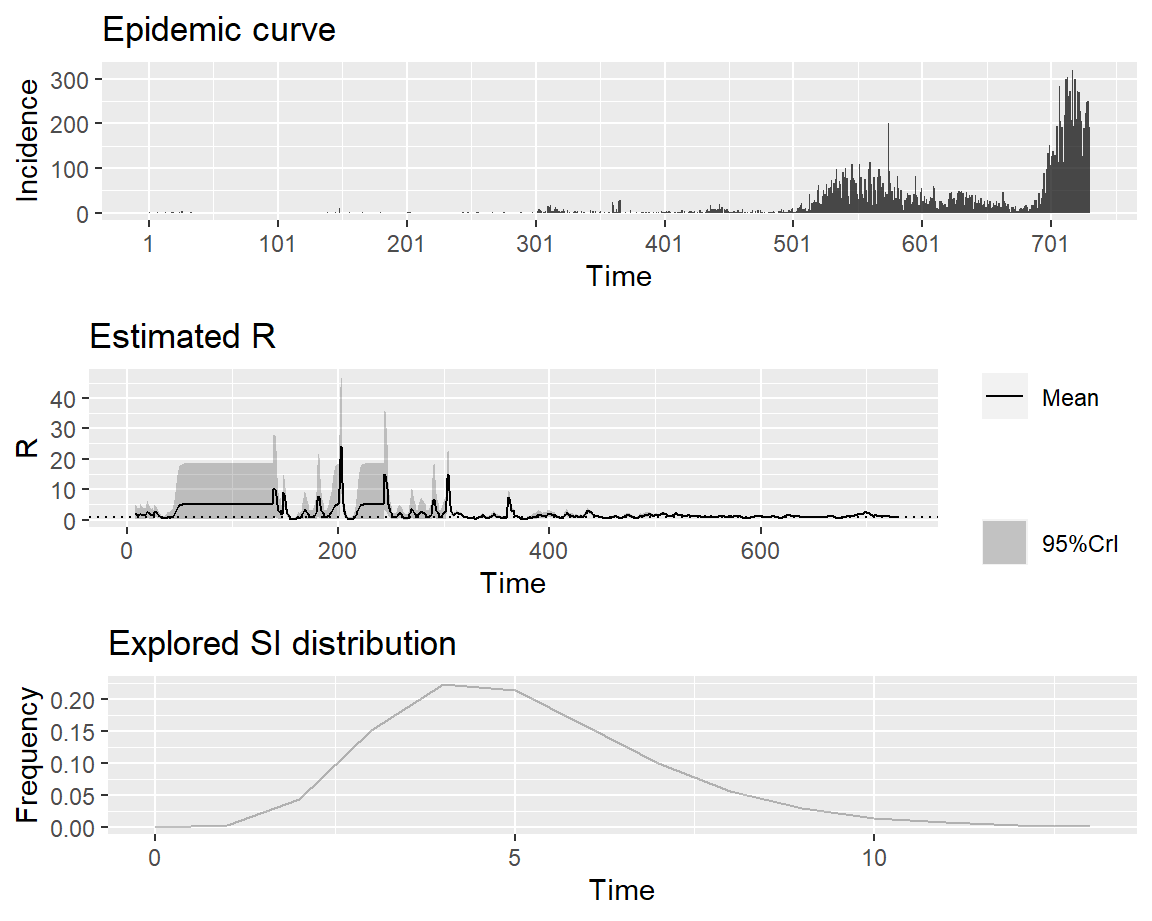 Epidemic curve
300
200
100
0
Incidence
1 101 201 301 401 501 601 701
Time
Estimated R
40
30
20
10
0
R
0 200 400 600
Time
Mean
95%CrI
Explored SI distribution
0.20
0.15
0.10
0.05
0.00
Frequency
0 5 10
Time